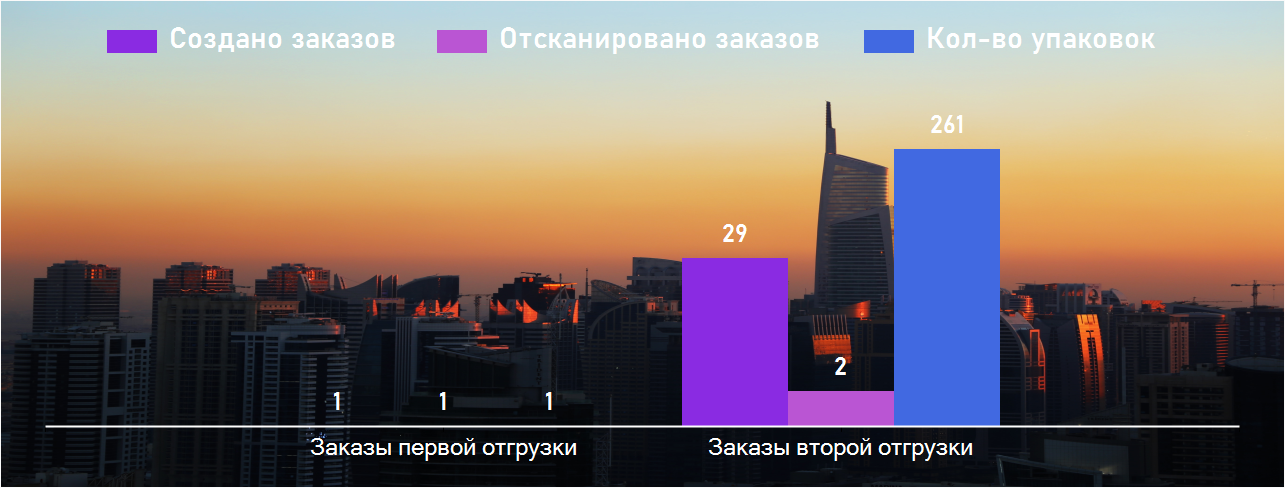 Создано заказов Отсканировано заказов Кол-во упаковок
261
29
2
1 1 1
Заказы первой отгрузки Заказы второй отгрузки